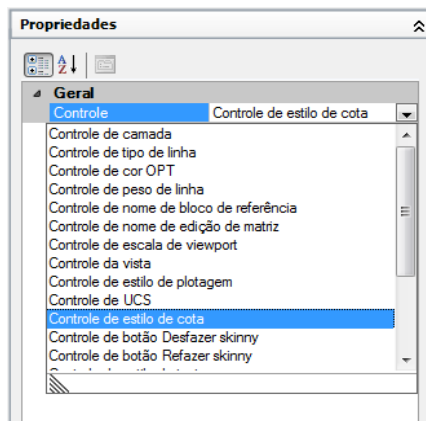 Propriedades
Geral
Controle Controle de estilo de cota
Controle de camada
Controle de tipo de linha
Controle de cor OPT
Controle de peso de linha
Controle de nome de bloco de referência
Controle de nome de edição de matriz
Controle de escala de viewport
Controle da vista
Controle de estilo de plotagem
Controle de UCS
Controle de estilo de cota
Controle de botão Desfazer skinny
Controle de botão Refazer skinny